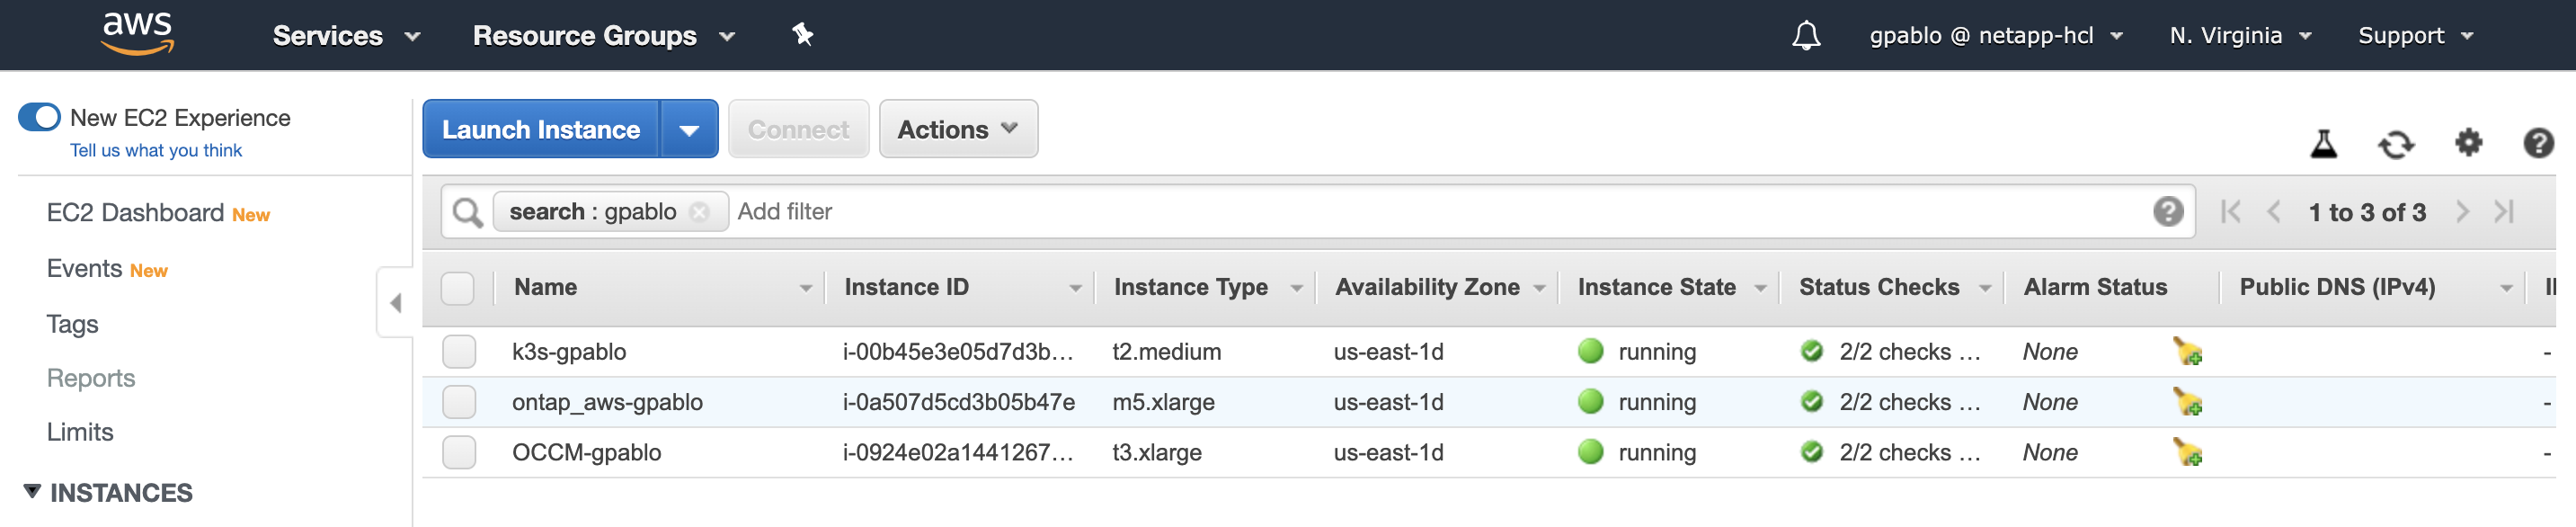 aws Services Resource Groups gpablo @ netapp-hcl N. Virginia Support
New EC2 Experience
Tell us what you think
EC2 Dashboard New
Events New
Tags
Reports
Limits
INSTANCES
Launch Instance Connect Actions
search : gpablo Add filter 1 to 3 of 3
Name Instance ID Instance Type Availability Zone Instance State Status Checks Alarm Status Public DNS (IPv4)
k3s-gpablo i-00b45e3e05d7d3b… t2.medium us-east-1d running 2/2 checks … None -
ontap_aws-gpablo i-0a507d5cd3b05b47e m5.xlarge us-east-1d running 2/2 checks … None -
OCCM-gpablo i-0924e02a1441267… t3.xlarge us-east-1d running 2/2 checks … None -